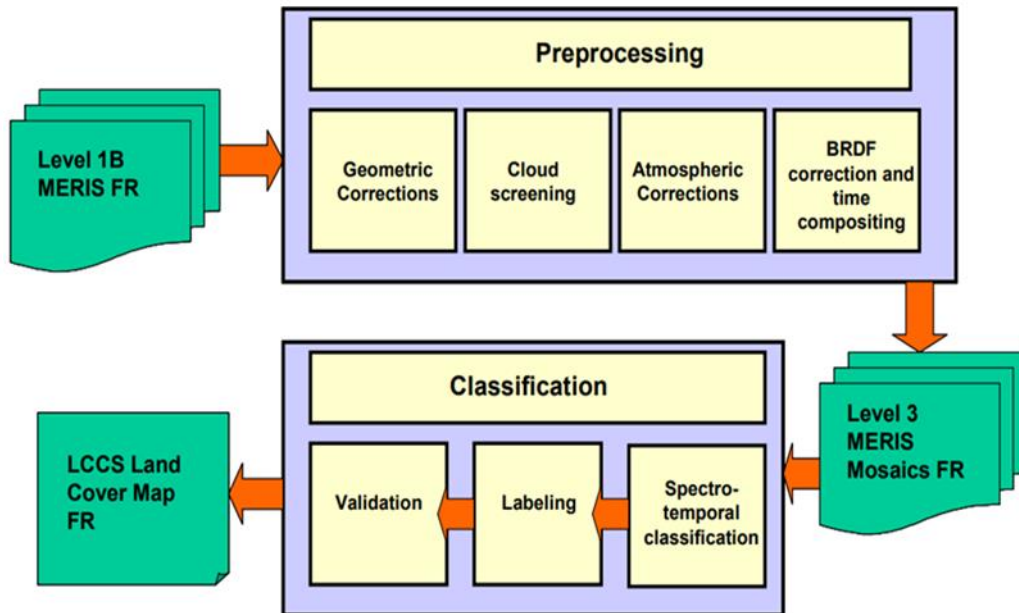 Preprocessing
Level 1B
MERIS FR
Geometric
Corrections
Cloud
screening
Atmospheric
Corrections
BRDF
correction and
time
compositing
Level 3
MERIS
Mosaics FR
Classification
Spectro-
temporal
classification
Labeling
Validation
LCCS Land
Cover Map
FR